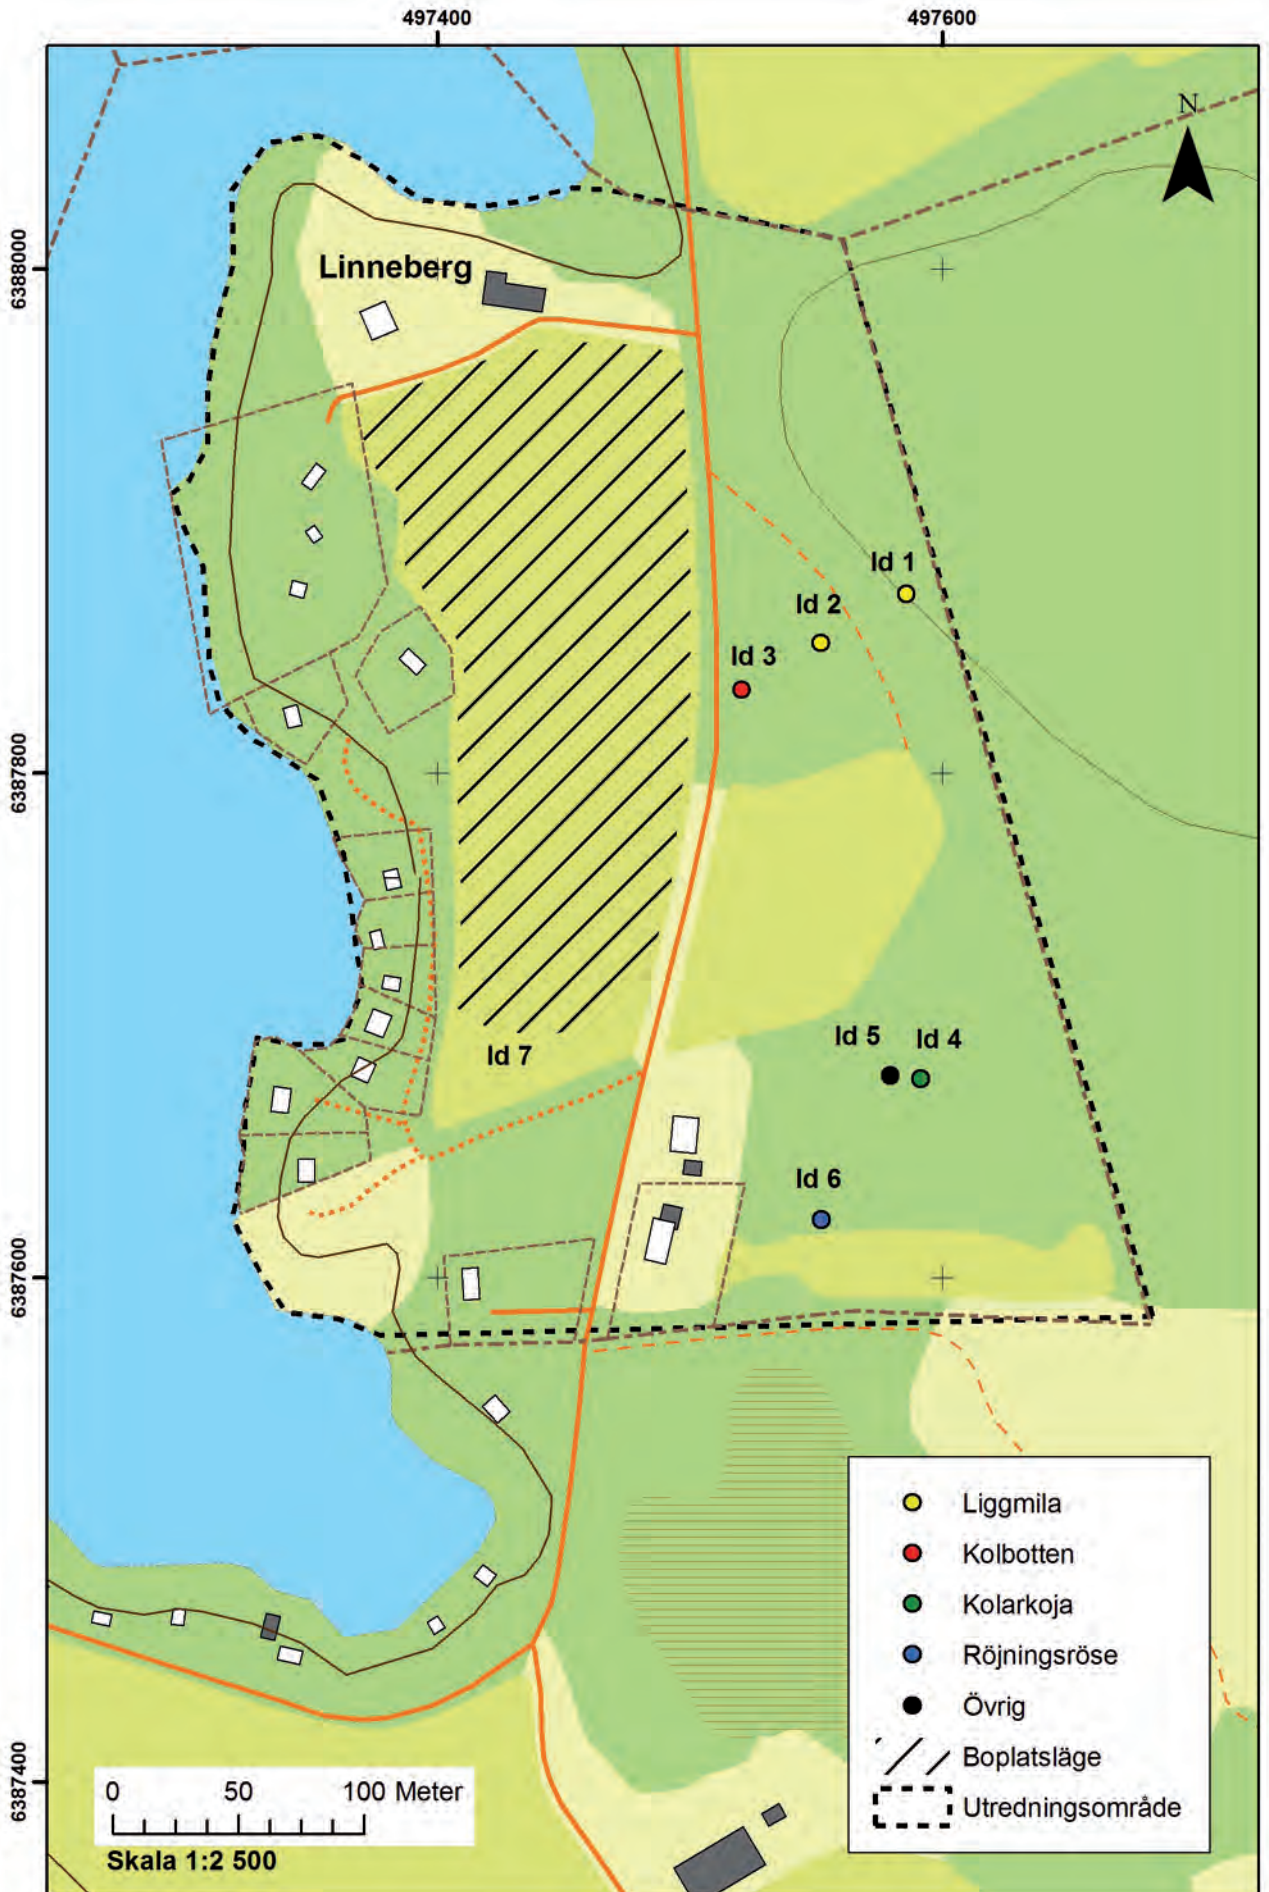 497400
497600
N
6388000
Linneberg
Id 1
Id 2
Id 3
6387800
Id 5
Id 4
Id 7
Id 6
6387600
Liggmila
Kolbotten
Kolarkoja
Röjningsröse
Övrig
Boplatsläge
Utredningsområde
6387400
0 50 100 Meter
Skala 1:2 500